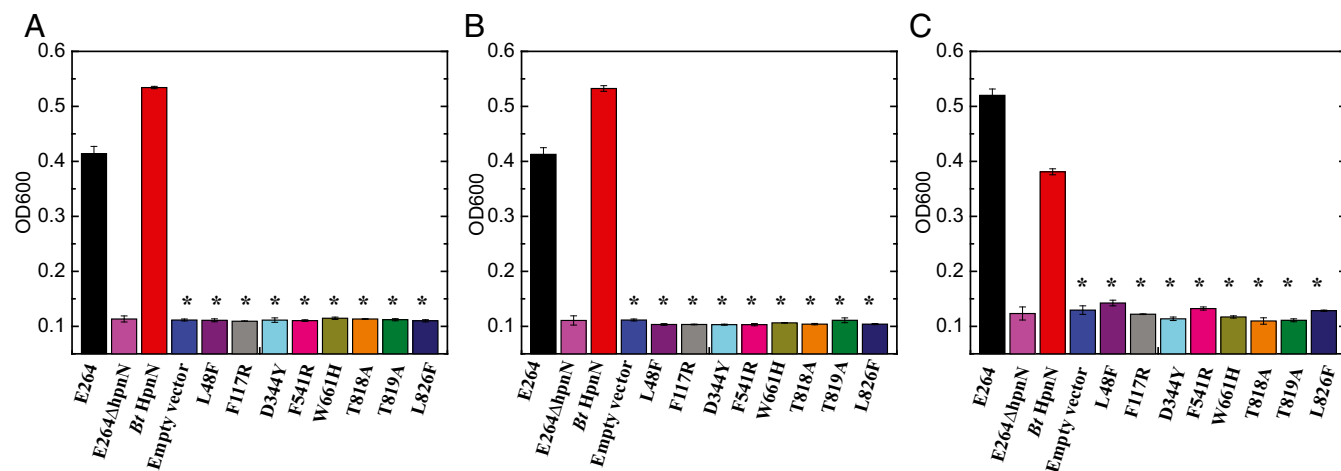 A
0.6
0.5
0.4
0.3
0.2
0.1
OD600
* * * * * * * * *
E264
E264ΔhpnN
Bt HpnN
Empty vector
L48F
F117R
D344Y
F541R
W661H
T818A
T819A
L826F
B
0.6
0.5
0.4
0.3
0.2
0.1
OD600
* * * * * * * * *
E264
E264ΔhpnN
Bt HpnN
Empty vector
L48F
F117R
D344Y
F541R
W661H
T818A
T819A
L826F
C
0.6
0.5
0.4
0.3
0.2
0.1
OD600
* * * * * * * * *
E264
E264ΔhpnN
Bt HpnN
Empty vector
L48F
F117R
D344Y
F541R
W661H
T818A
T819A
L826F